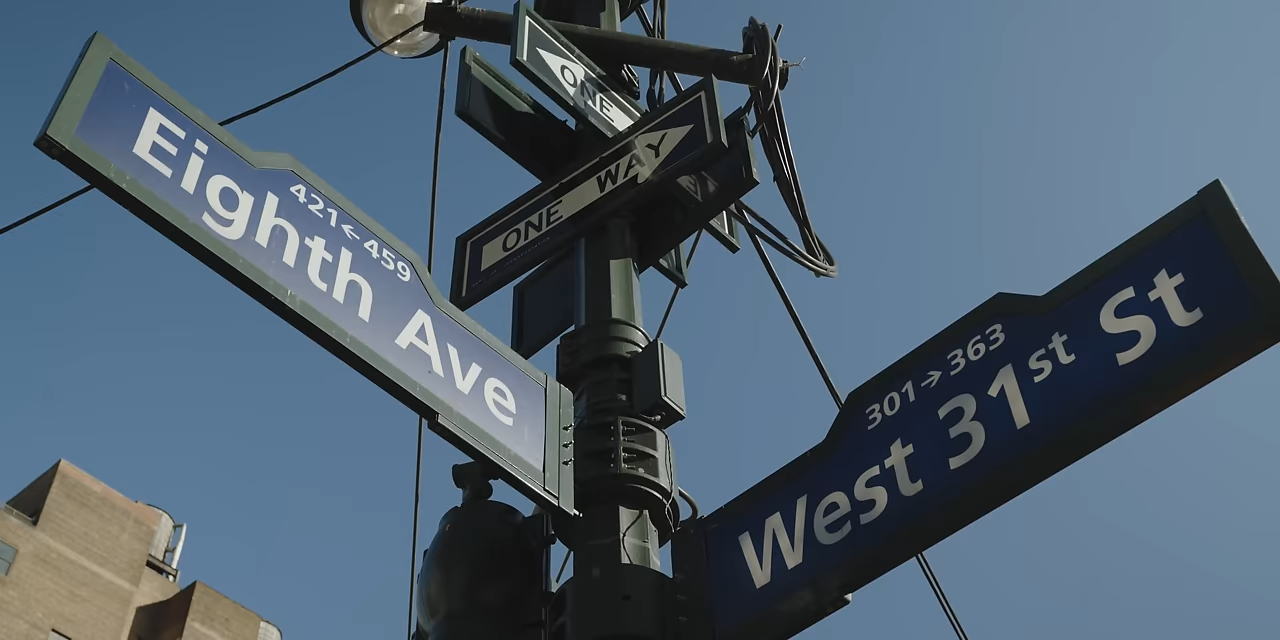 ONE
ONE WAY
421←459
Eighth Ave
301→363
West 31st St